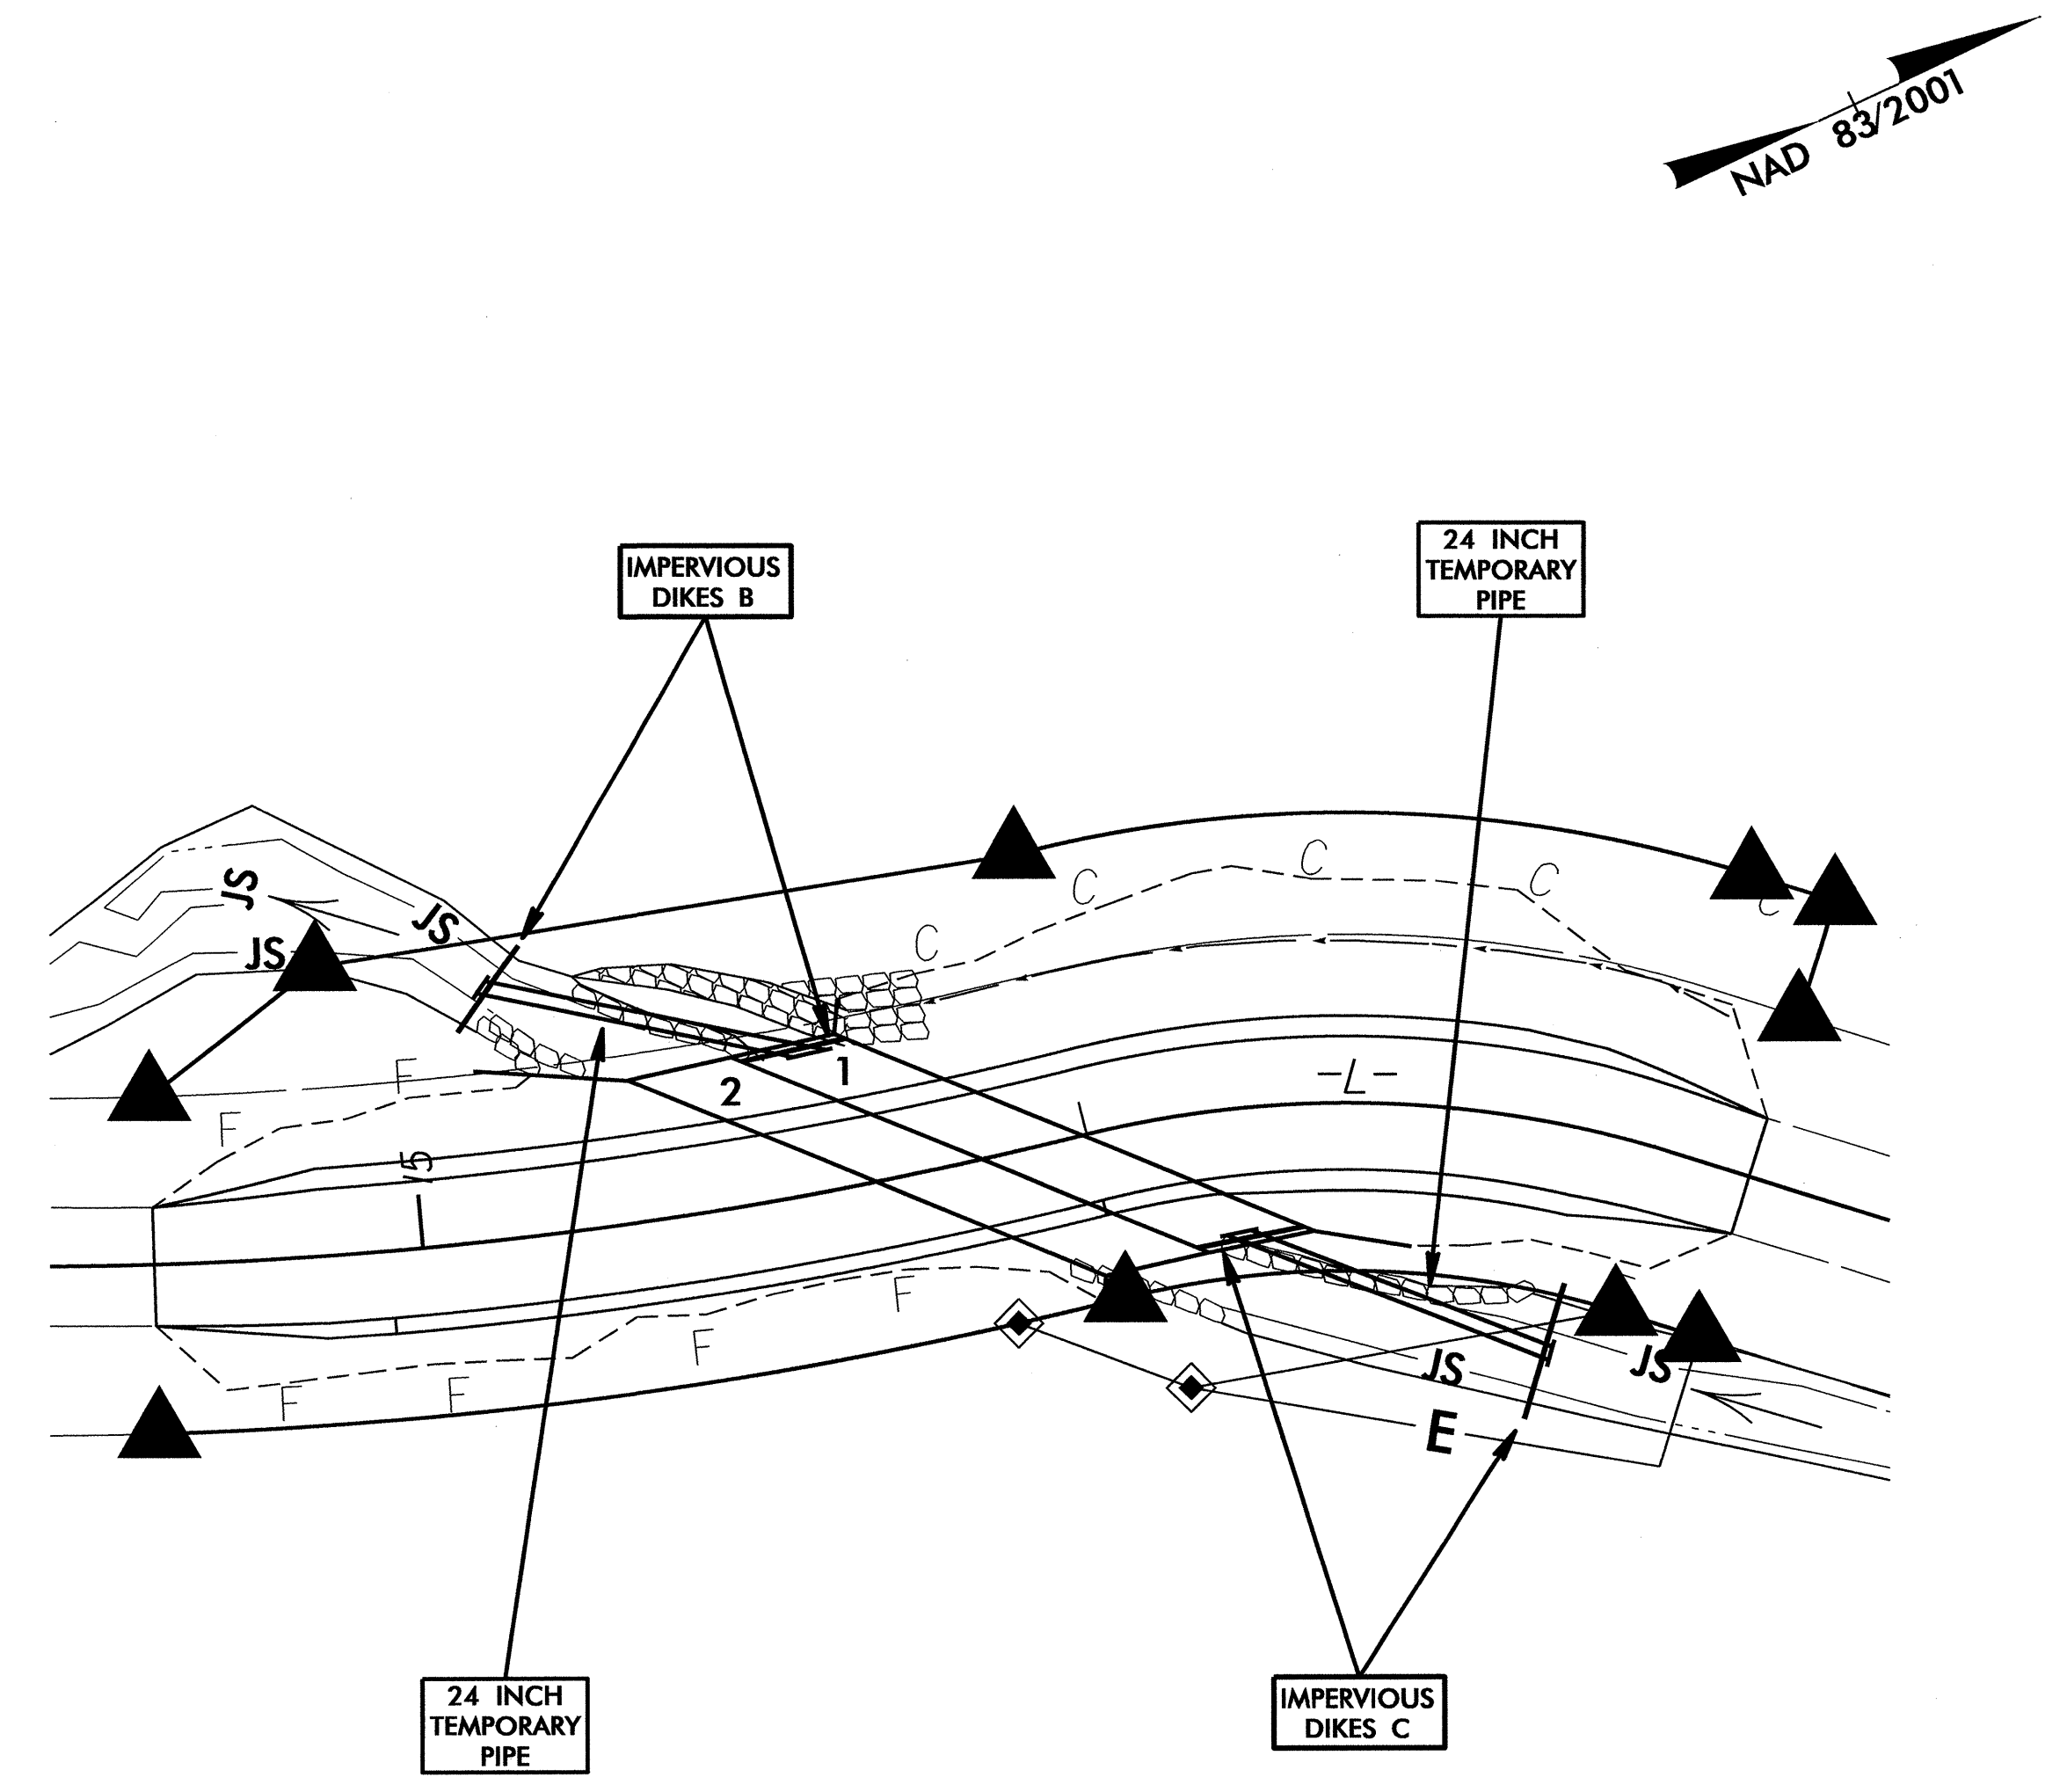 NAD 83/2001
IMPERVIOUS
DIKES B
24 INCH
TEMPORARY
PIPE
C
C
C
C
C
JS
JS
JS
F
F
1
2
-L-
15
F
F
F
F
JS
JS
E
24 INCH
TEMPORARY
PIPE
IMPERVIOUS
DIKES C